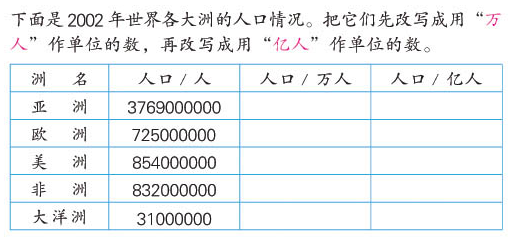 下面是 2002 年世界各大洲的人口情况。把它们先改写成用“万
人”作单位的数，再改写成用“亿人”作单位的数。
洲 名 人口/人 人口/万人 人口/亿人
亚 洲 3769000000
欧 洲 725000000
美 洲 854000000
非 洲 832000000
大洋洲 31000000